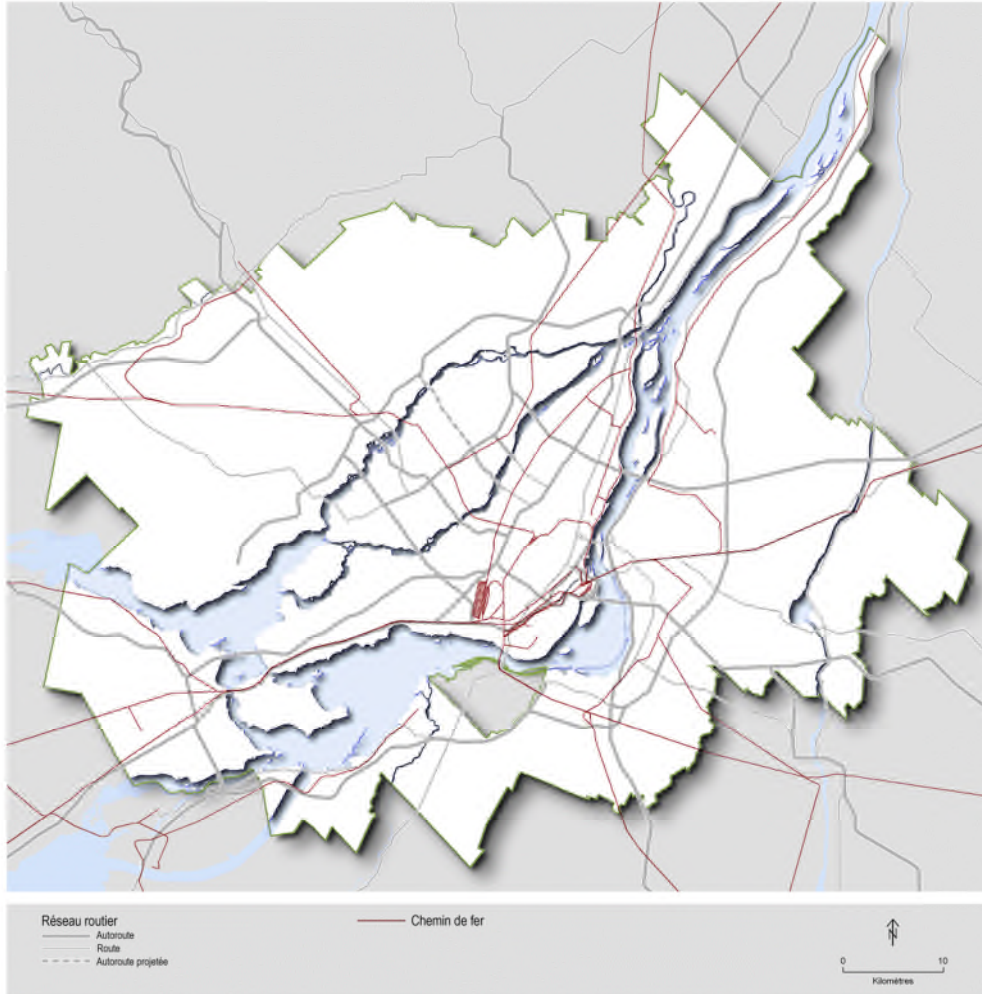 Réseau routier
Autoroute
Route
Autoroute projetée
Chemin de fer
N
0 10
Kilomètres